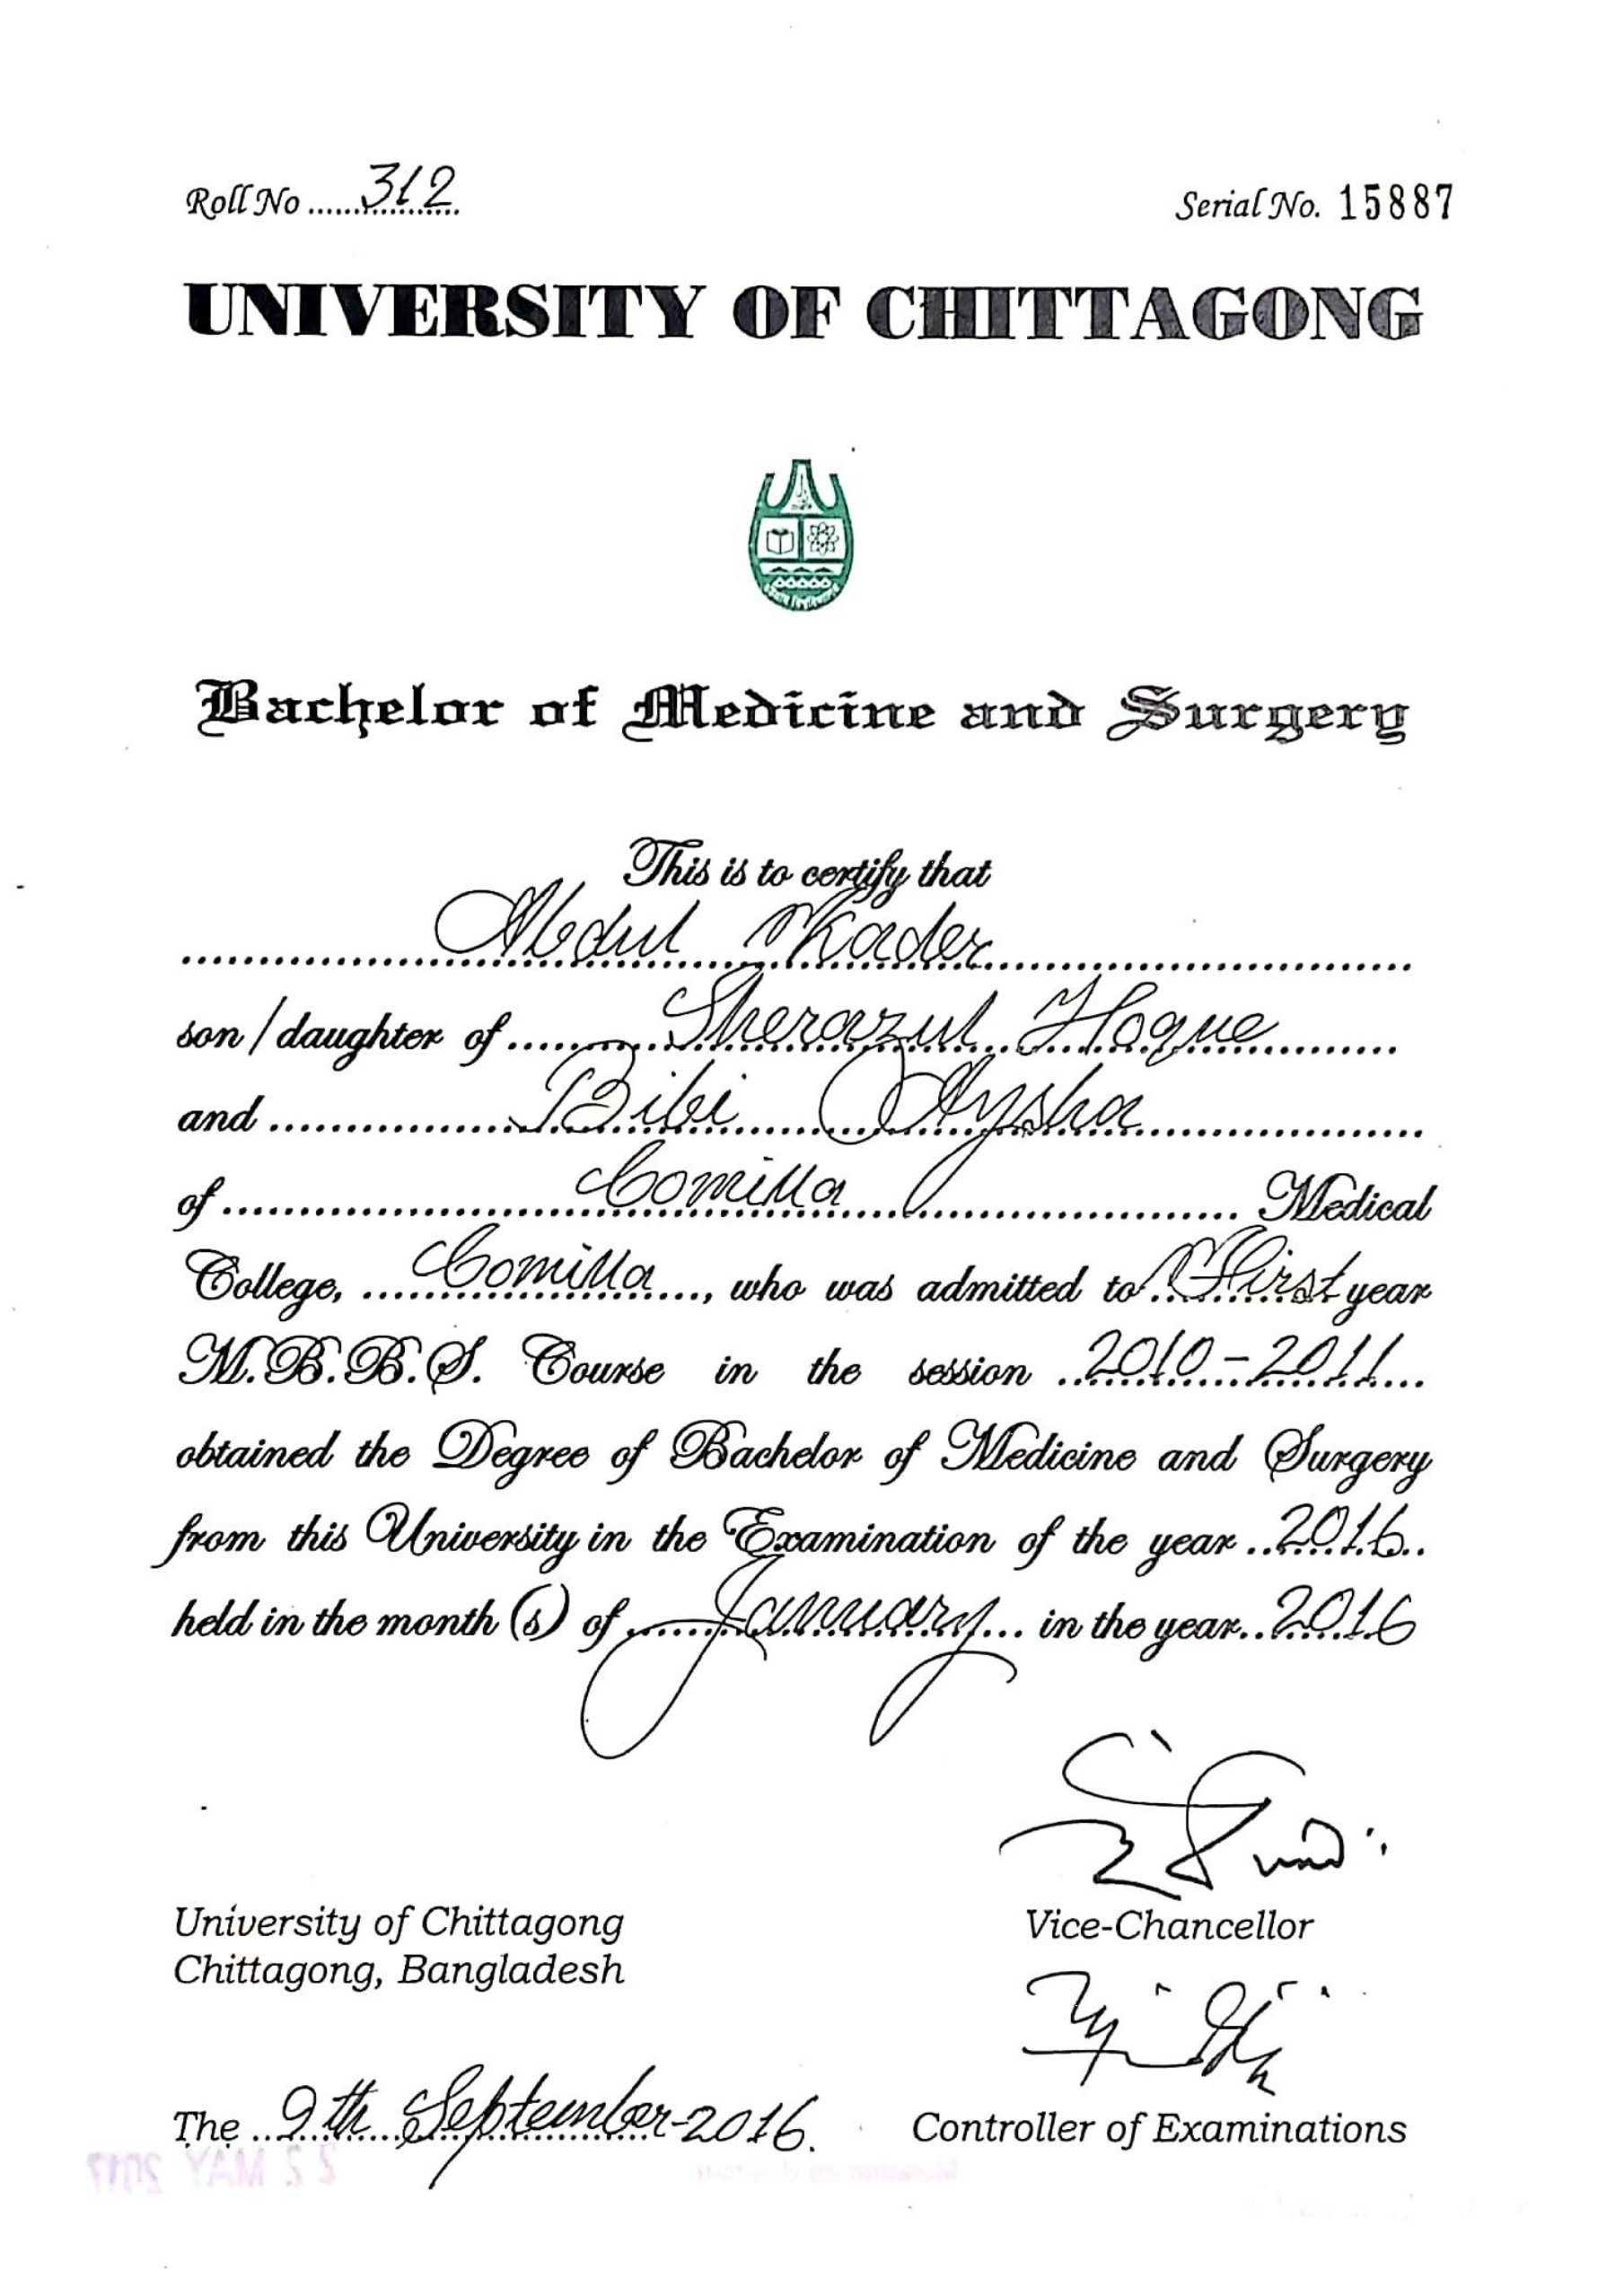 Roll No ......312......
Serial No. 15887
UNIVERSITY OF CHITTAGONG
Bachelor of Medicine and Surgery
This is to certify that
Abdul Kader
son/daughter of Sherazul Hoque
and Bibi Aysha
of Comilla Medical
College, Comilla, who was admitted to First year
M.B.B.S. Course in the session 2010-2011
obtained the Degree of Bachelor of Medicine and Surgery
from this University in the Examination of the year 2016
held in the month (s) of January in the year 2016
University of Chittagong
Chittagong, Bangladesh
Vice-Chancellor
The 9th September-2016.
Controller of Examinations
22 MAY 2017